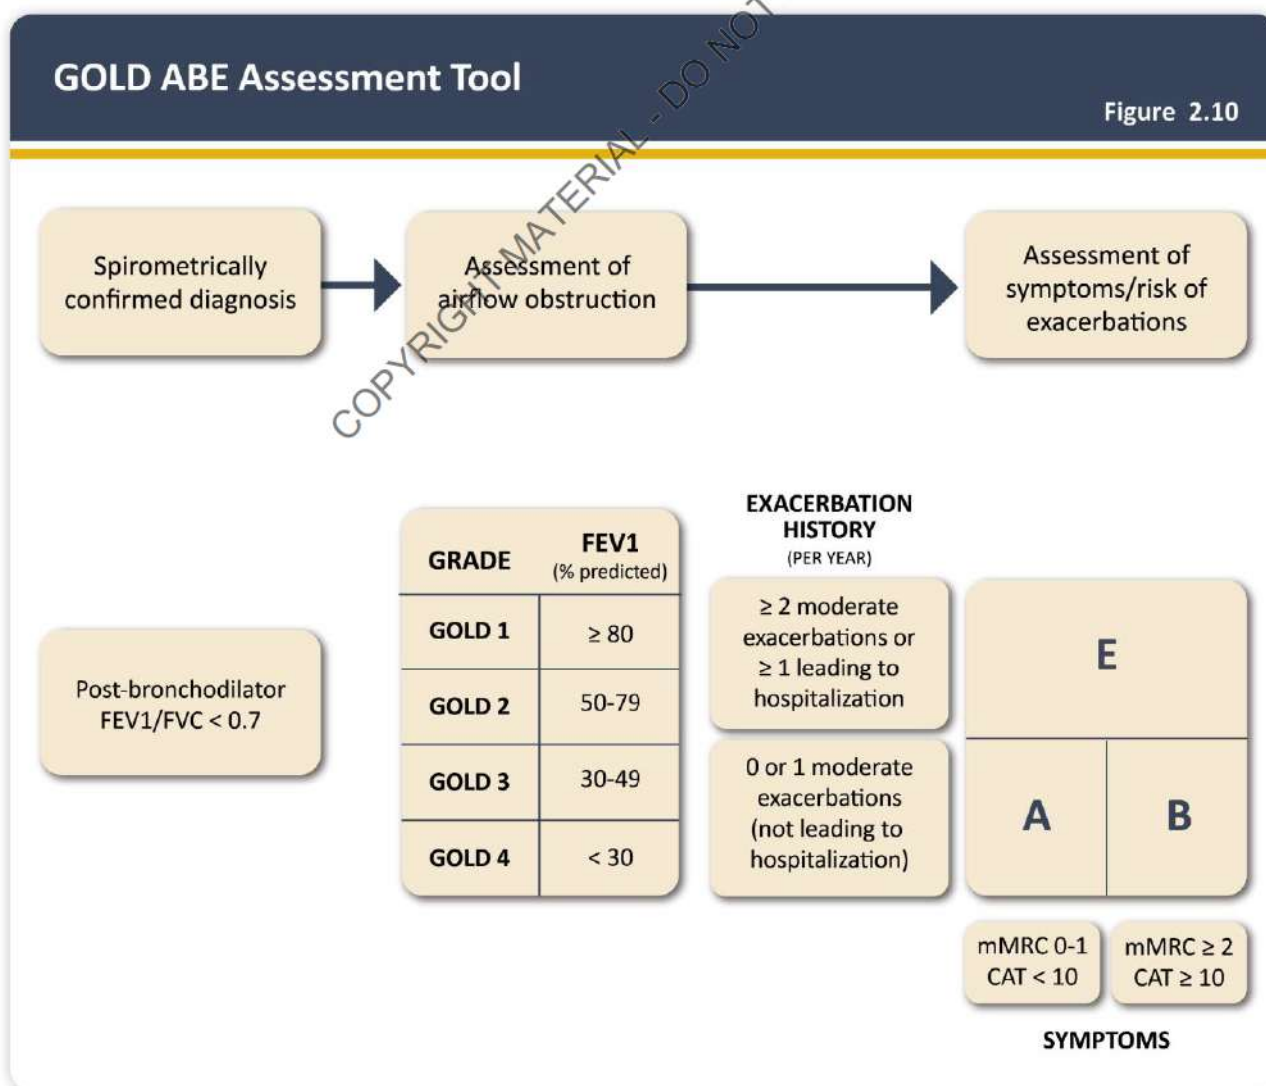 GOLD ABE Assessment Tool
Figure 2.10
COPYRIGHT MATERIAL - DO NOT
Spirometrically
confirmed diagnosis
Assessment of
airflow obstruction
Assessment of
symptoms/risk of
exacerbations
Post-bronchodilator
FEV1/FVC < 0.7
GRADE FEV1
(% predicted)
GOLD 1 ≥ 80
GOLD 2 50-79
GOLD 3 30-49
GOLD 4 < 30
EXACERBATION
HISTORY
(PER YEAR)
≥ 2 moderate
exacerbations or
≥ 1 leading to
hospitalization
0 or 1 moderate
exacerbations
(not leading to
hospitalization)
E
A B
mMRC 0-1
CAT < 10
mMRC ≥ 2
CAT ≥ 10
SYMPTOMS